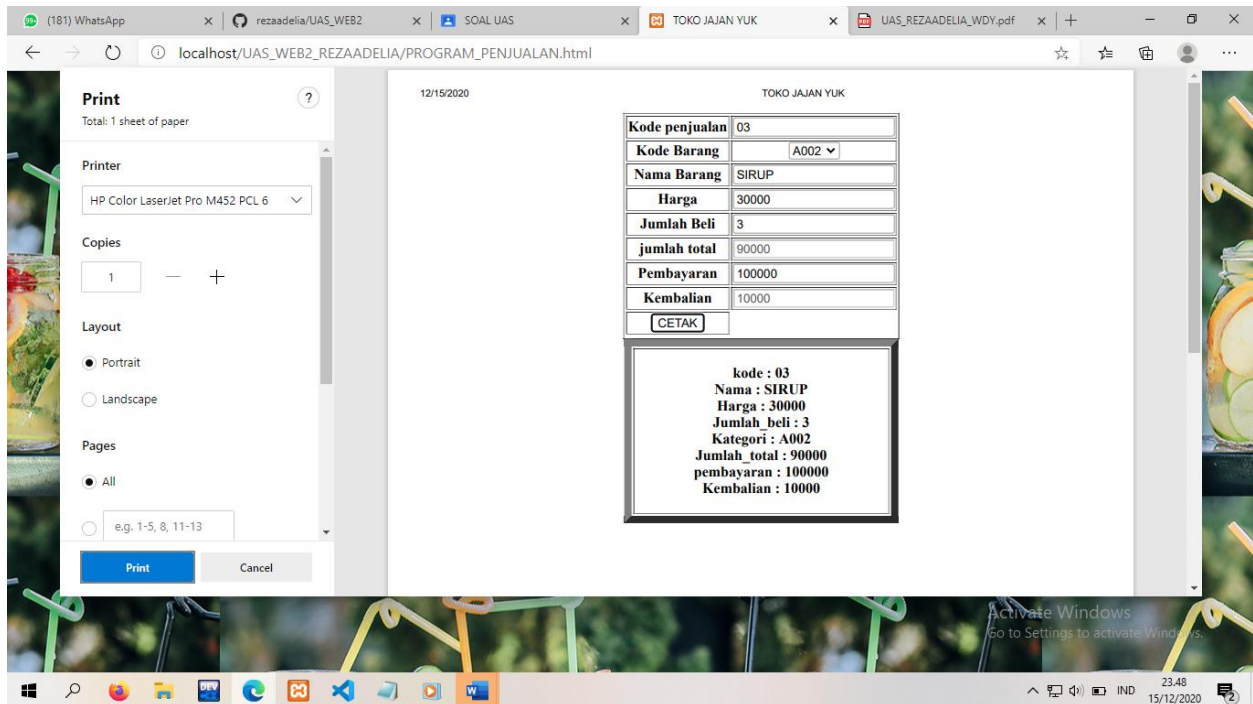 (181) WhatsApp
rezaadelia/UAS_WEB2
SOAL UAS
TOKO JAJAN YUK
UAS_REZAADELIA_WDY.pdf
localhost/UAS_WEB2_REZAADELIA/PROGRAM_PENJUALAN.html
Print
?
Total: 1 sheet of paper
Printer
HP Color LaserJet Pro M452 PCL 6
Copies
1
Layout
Portrait
Landscape
Pages
All
e.g. 1-5, 8, 11-13
Print
Cancel
12/15/2020
TOKO JAJAN YUK
Kode penjualan 03
Kode Barang A002
Nama Barang SIRUP
Harga 30000
Jumlah Beli 3
jumlah total 90000
Pembayaran 100000
Kembalian 10000
CETAK
kode : 03
Nama : SIRUP
Harga : 30000
Jumlah_beli : 3
Kategori : A002
Jumlah_total : 90000
pembayaran : 100000
Kembalian : 10000
Activate Windows
Go to Settings to activate Windows.
DEV
IND
23.48
15/12/2020
2